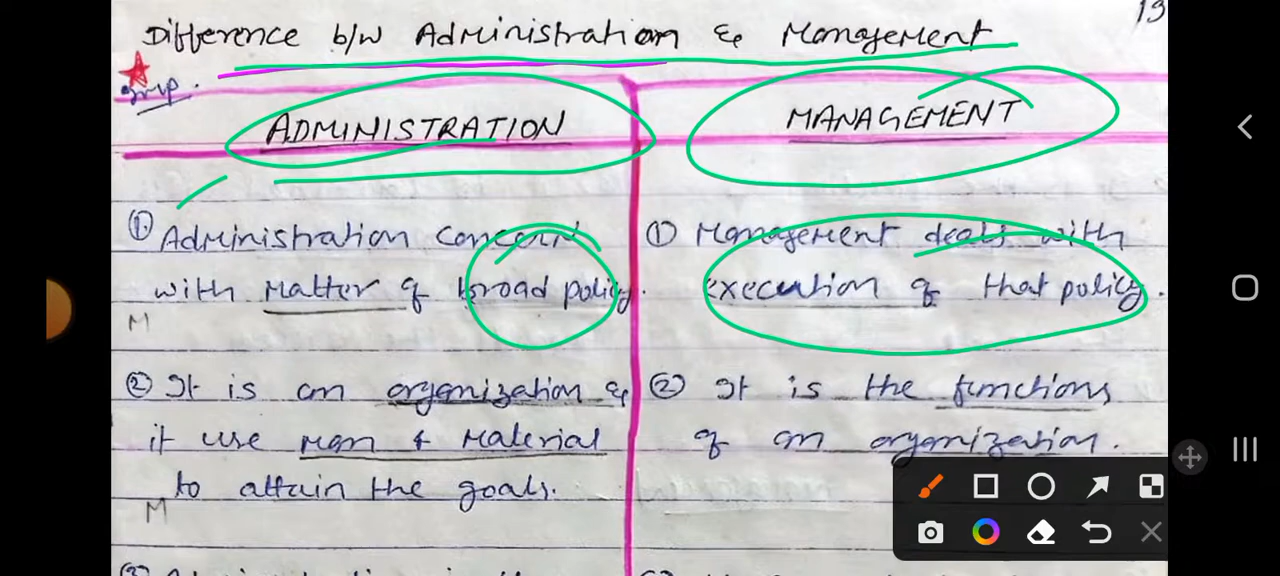 13
Difference b/w Administration & Management
Imp.
ADMINISTRATION
MANAGEMENT
① Administration concern
with Matter of broad policy.
① Management deals with
execution of that policy.
② It is an organization &
it use man & Material
to attain the goals.
② It is the functions
of an organization.
M
M